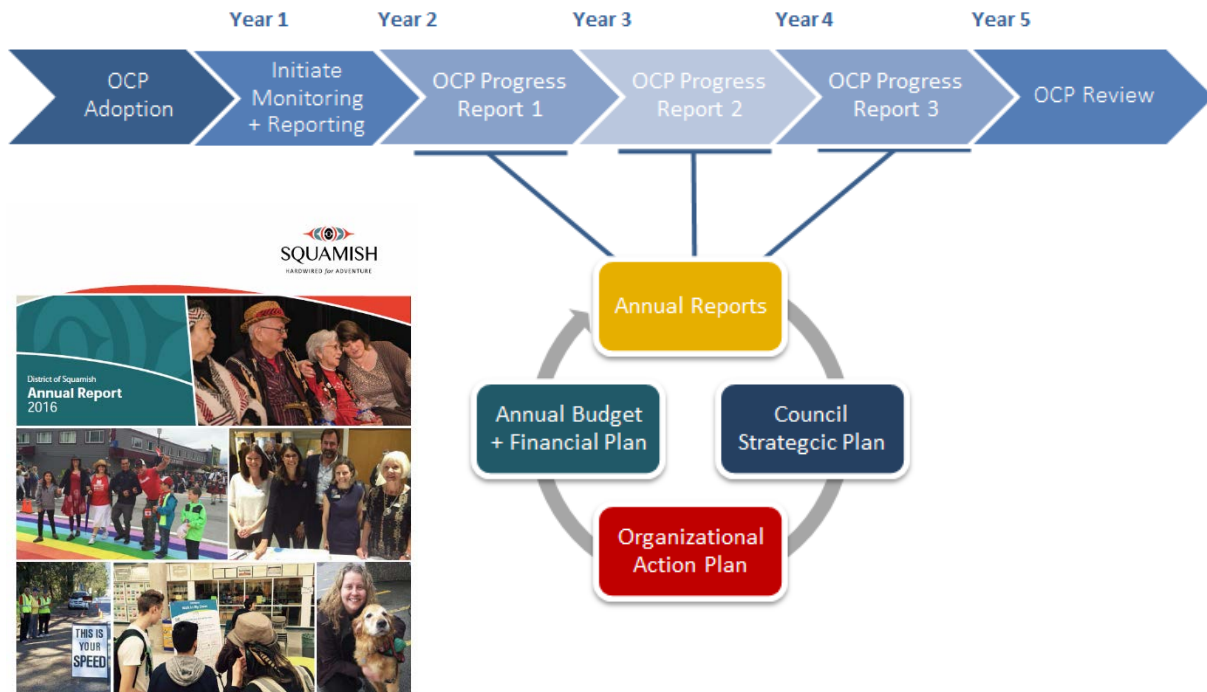 Year 1
Year 2
Year 3
Year 4
Year 5
OCP
Adoption
Initiate
Monitoring
+ Reporting
OCP Progress
Report 1
OCP Progress
Report 2
OCP Progress
Report 3
OCP Review
SQUAMISH
HARDWIRED for ADVENTURE
District of Squamish
Annual Report
2016
THIS IS
YOUR
SPEED
Annual Reports
Annual Budget
+ Financial Plan
Council
Strategcic Plan
Organizational
Action Plan